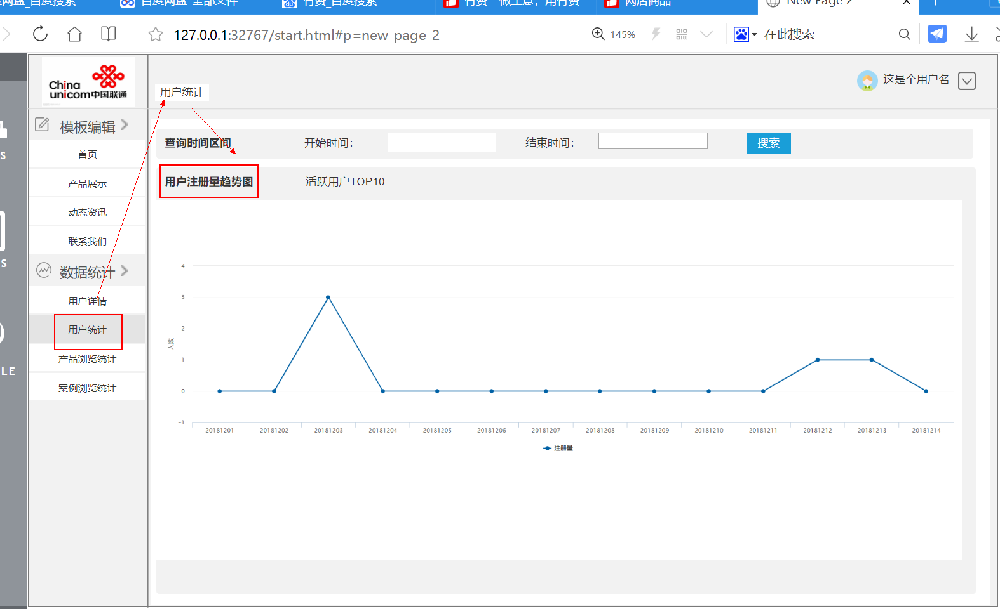 百度网盘-全部文件
有赞_百度搜索
有赞 - 做生意，用有赞
网店商品
New Page 2
127.0.0.1:32767/start.html#p=new_page_2
145%
在此搜索
China
unicom中国联通
用户统计
这是个用户名
模板编辑
首页
产品展示
动态资讯
联系我们
数据统计
用户详情
用户统计
产品浏览统计
案例浏览统计
S
S
LE
查询时间区间
开始时间：
结束时间：
搜索
用户注册量趋势图
活跃用户TOP10
4
3
2
1
0
-1
人数
20181201 20181202 20181203 20181204 20181205 20181206 20181207 20181208 20181209 20181210 20181211 20181212 20181213 20181214
注册量